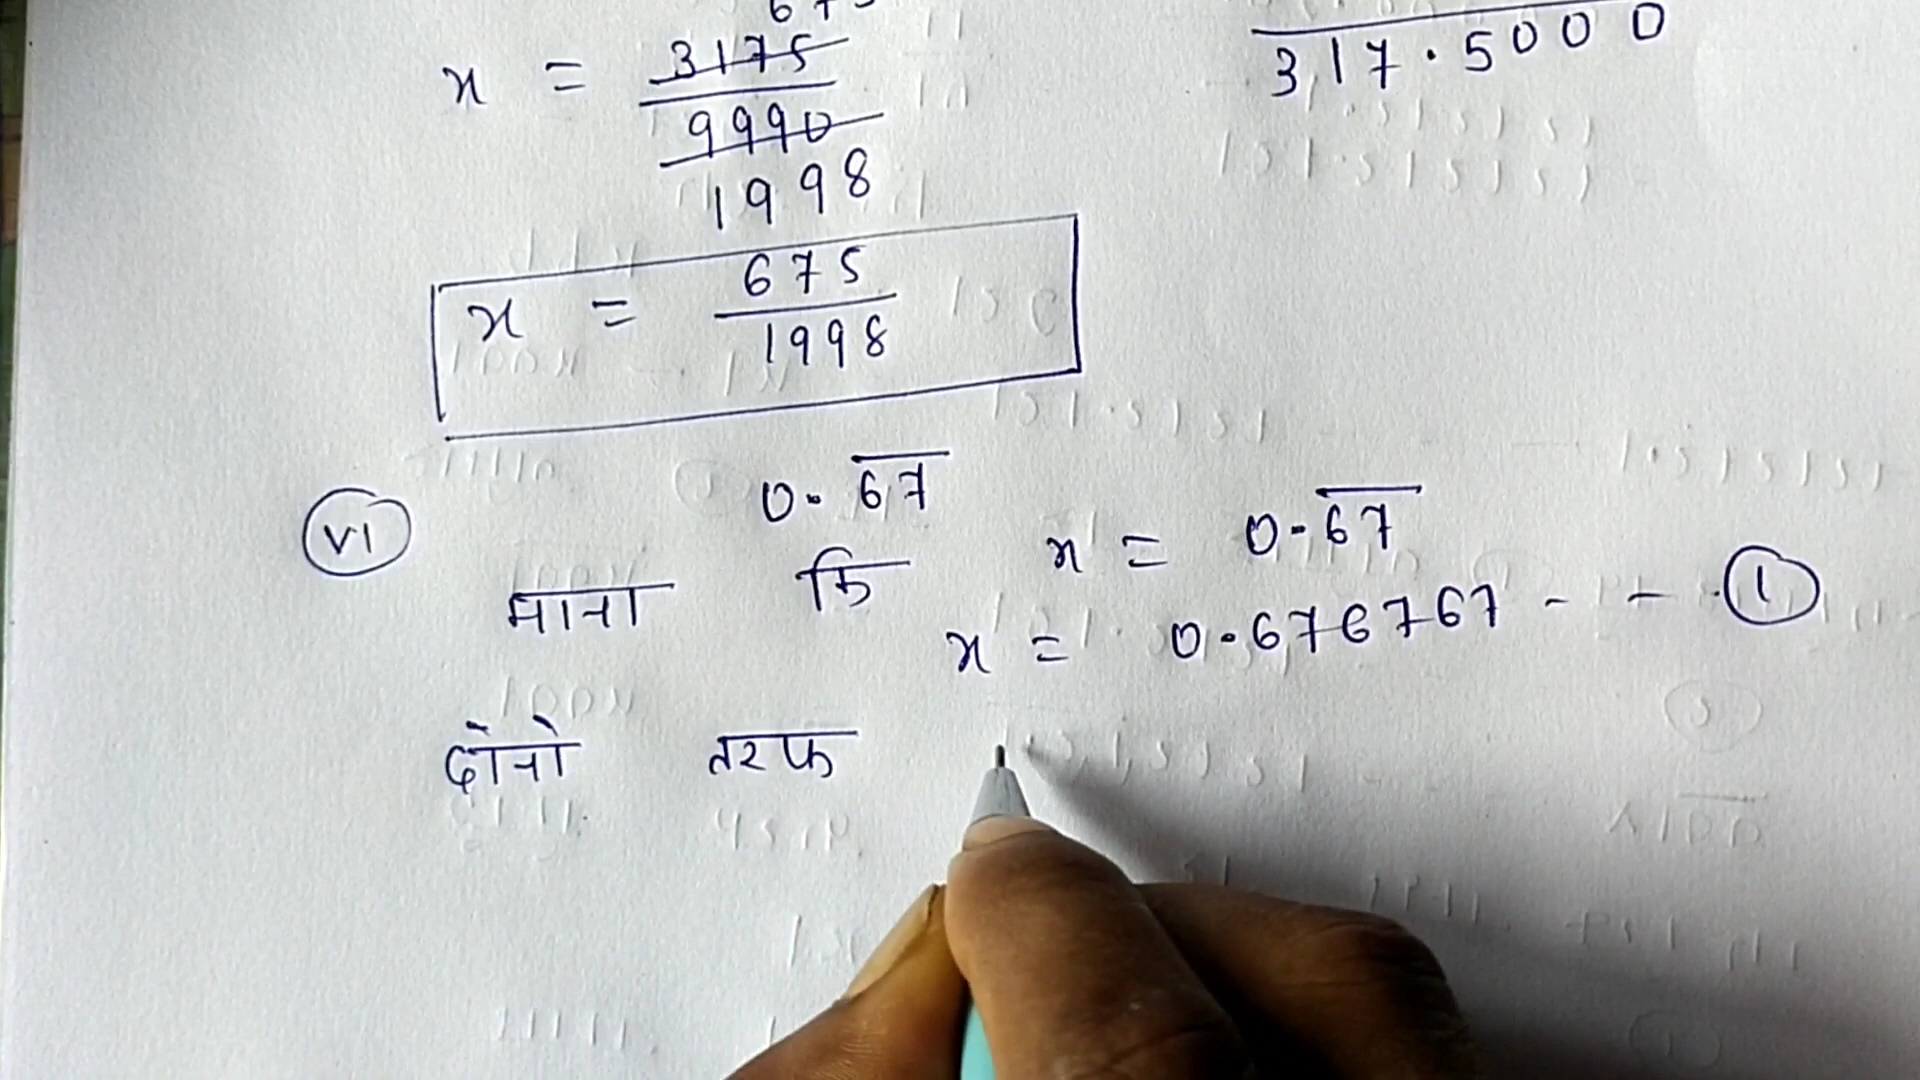 x = 3175
9990
1998
317.5000
x = 675
1998
VI 0.67̅
माना कि x = 0.67̅
x = 0.676767 - - . 1
दोनो तरफ